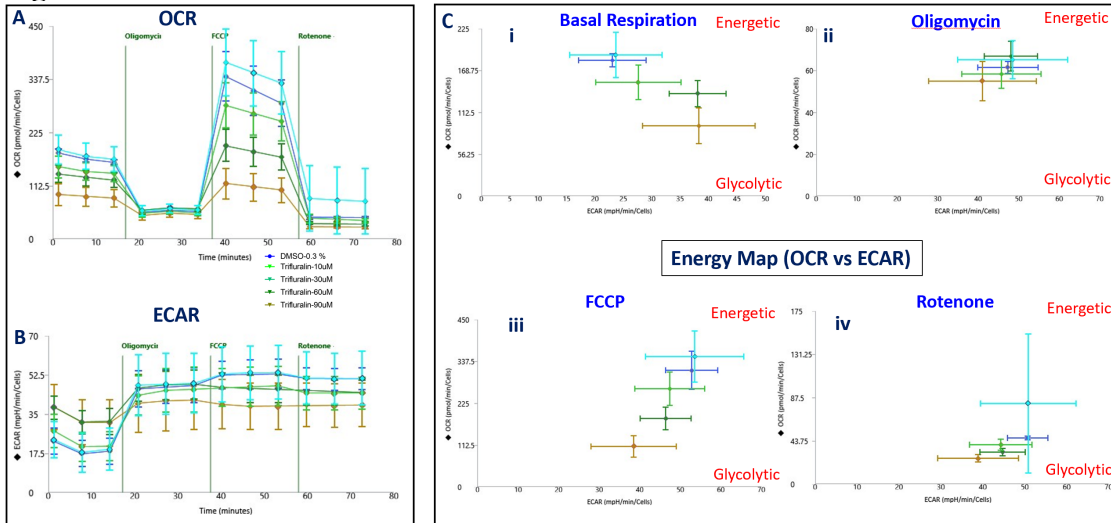 A
OCR
450
337.5
225
112.5
0
◆ OCR (pmol/min/Cells)
Oligomycin
FCCP
Rotenone
0 10 20 30 40 50 60 70 80
Time (minutes)
DMSO-0.3 %
Trifluralin-10uM
Trifluralin-30uM
Trifluralin-60uM
Trifluralin-90uM
B
ECAR
70
52.5
35
17.5
0
◆ ECAR (mpH/min/Cells)
Oligomycin
FCCP
Rotenone
0 10 20 30 40 50 60 70 80
Time (minutes)
C
i
Basal Respiration
Energetic
225
168.75
112.5
56.25
0
◆ OCR (pmol/min/Cells)
Glycolytic
0 5 10 15 20 25 30 35 40 45 50
ECAR (mpH/min/Cells)
ii
Oligomycin
Energetic
80
60
40
20
0
◆ OCR (pmol/min/Cells)
Glycolytic
0 10 20 30 40 50 60 70
ECAR (mpH/min/Cells)
Energy Map (OCR vs ECAR)
iii
FCCP
Energetic
450
337.5
225
112.5
0
◆ OCR (pmol/min/Cells)
Glycolytic
0 10 20 30 40 50 60 70
ECAR (mpH/min/Cells)
iv
Rotenone
Energetic
175
131.25
87.5
43.75
0
◆ OCR (pmol/min/Cells)
Glycolytic
0 10 20 30 40 50 60 70
ECAR (mpH/min/Cells)